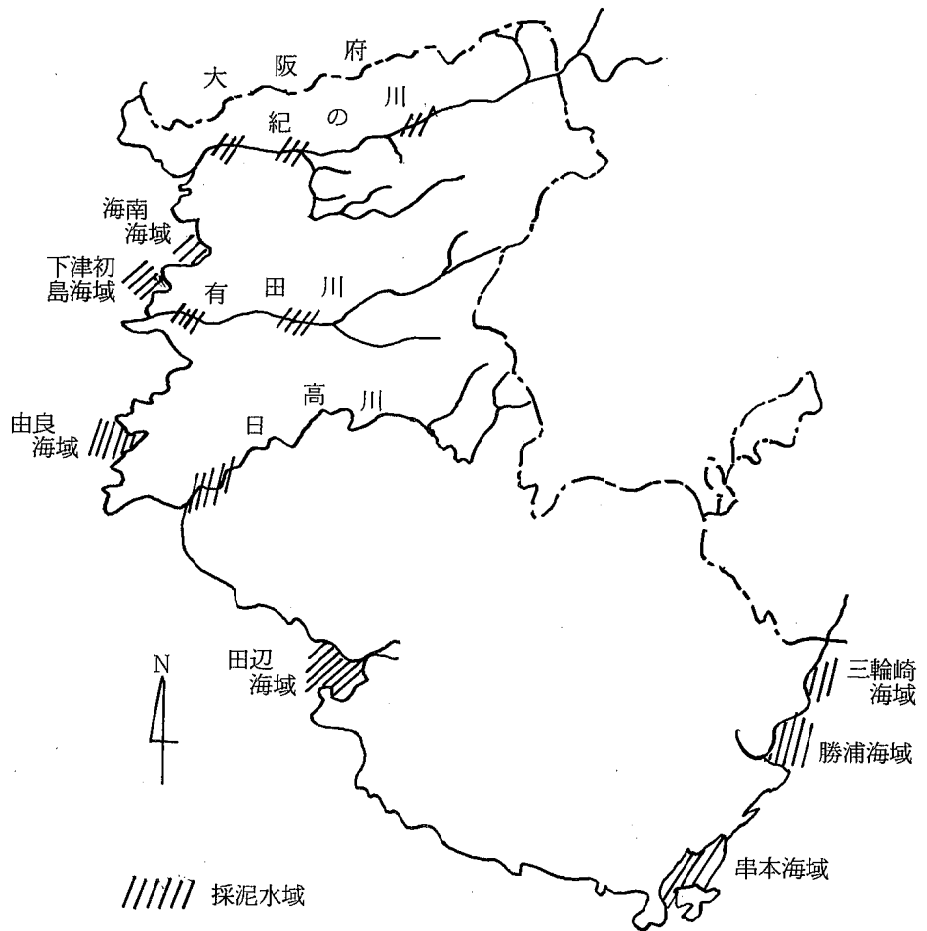 大阪府
紀の川
海南
海域
下津初
島海域
有田川
日高川
由良
海域
田辺
海域
N
三輪崎
海域
勝浦海域
串本海域
採泥水域